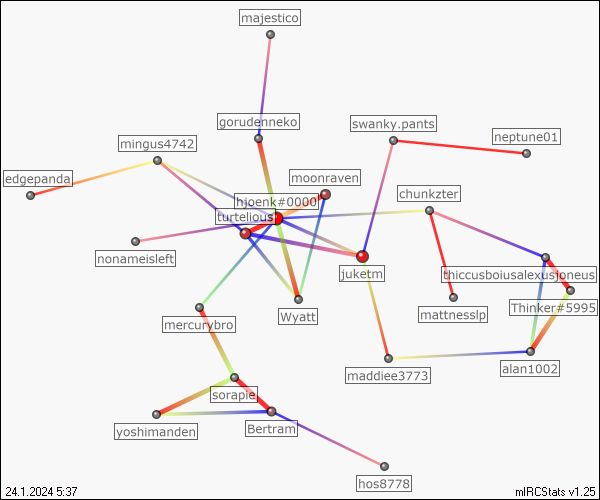 majestico
gorudenneko
swanky.pants
neptune01
mingus4742
edgepanda
moonraven
hjoenk#0000
chunkzter
turtelious
nonameisleft
juketm
thiccusboiusalexusjoneus
Thinker#5995
Wyatt
mattnesslp
mercurybro
maddiee3773
alan1002
sorapie
yoshimanden
Bertram
hos8778
24.1.2024 5:37
mIRCStats v1.25